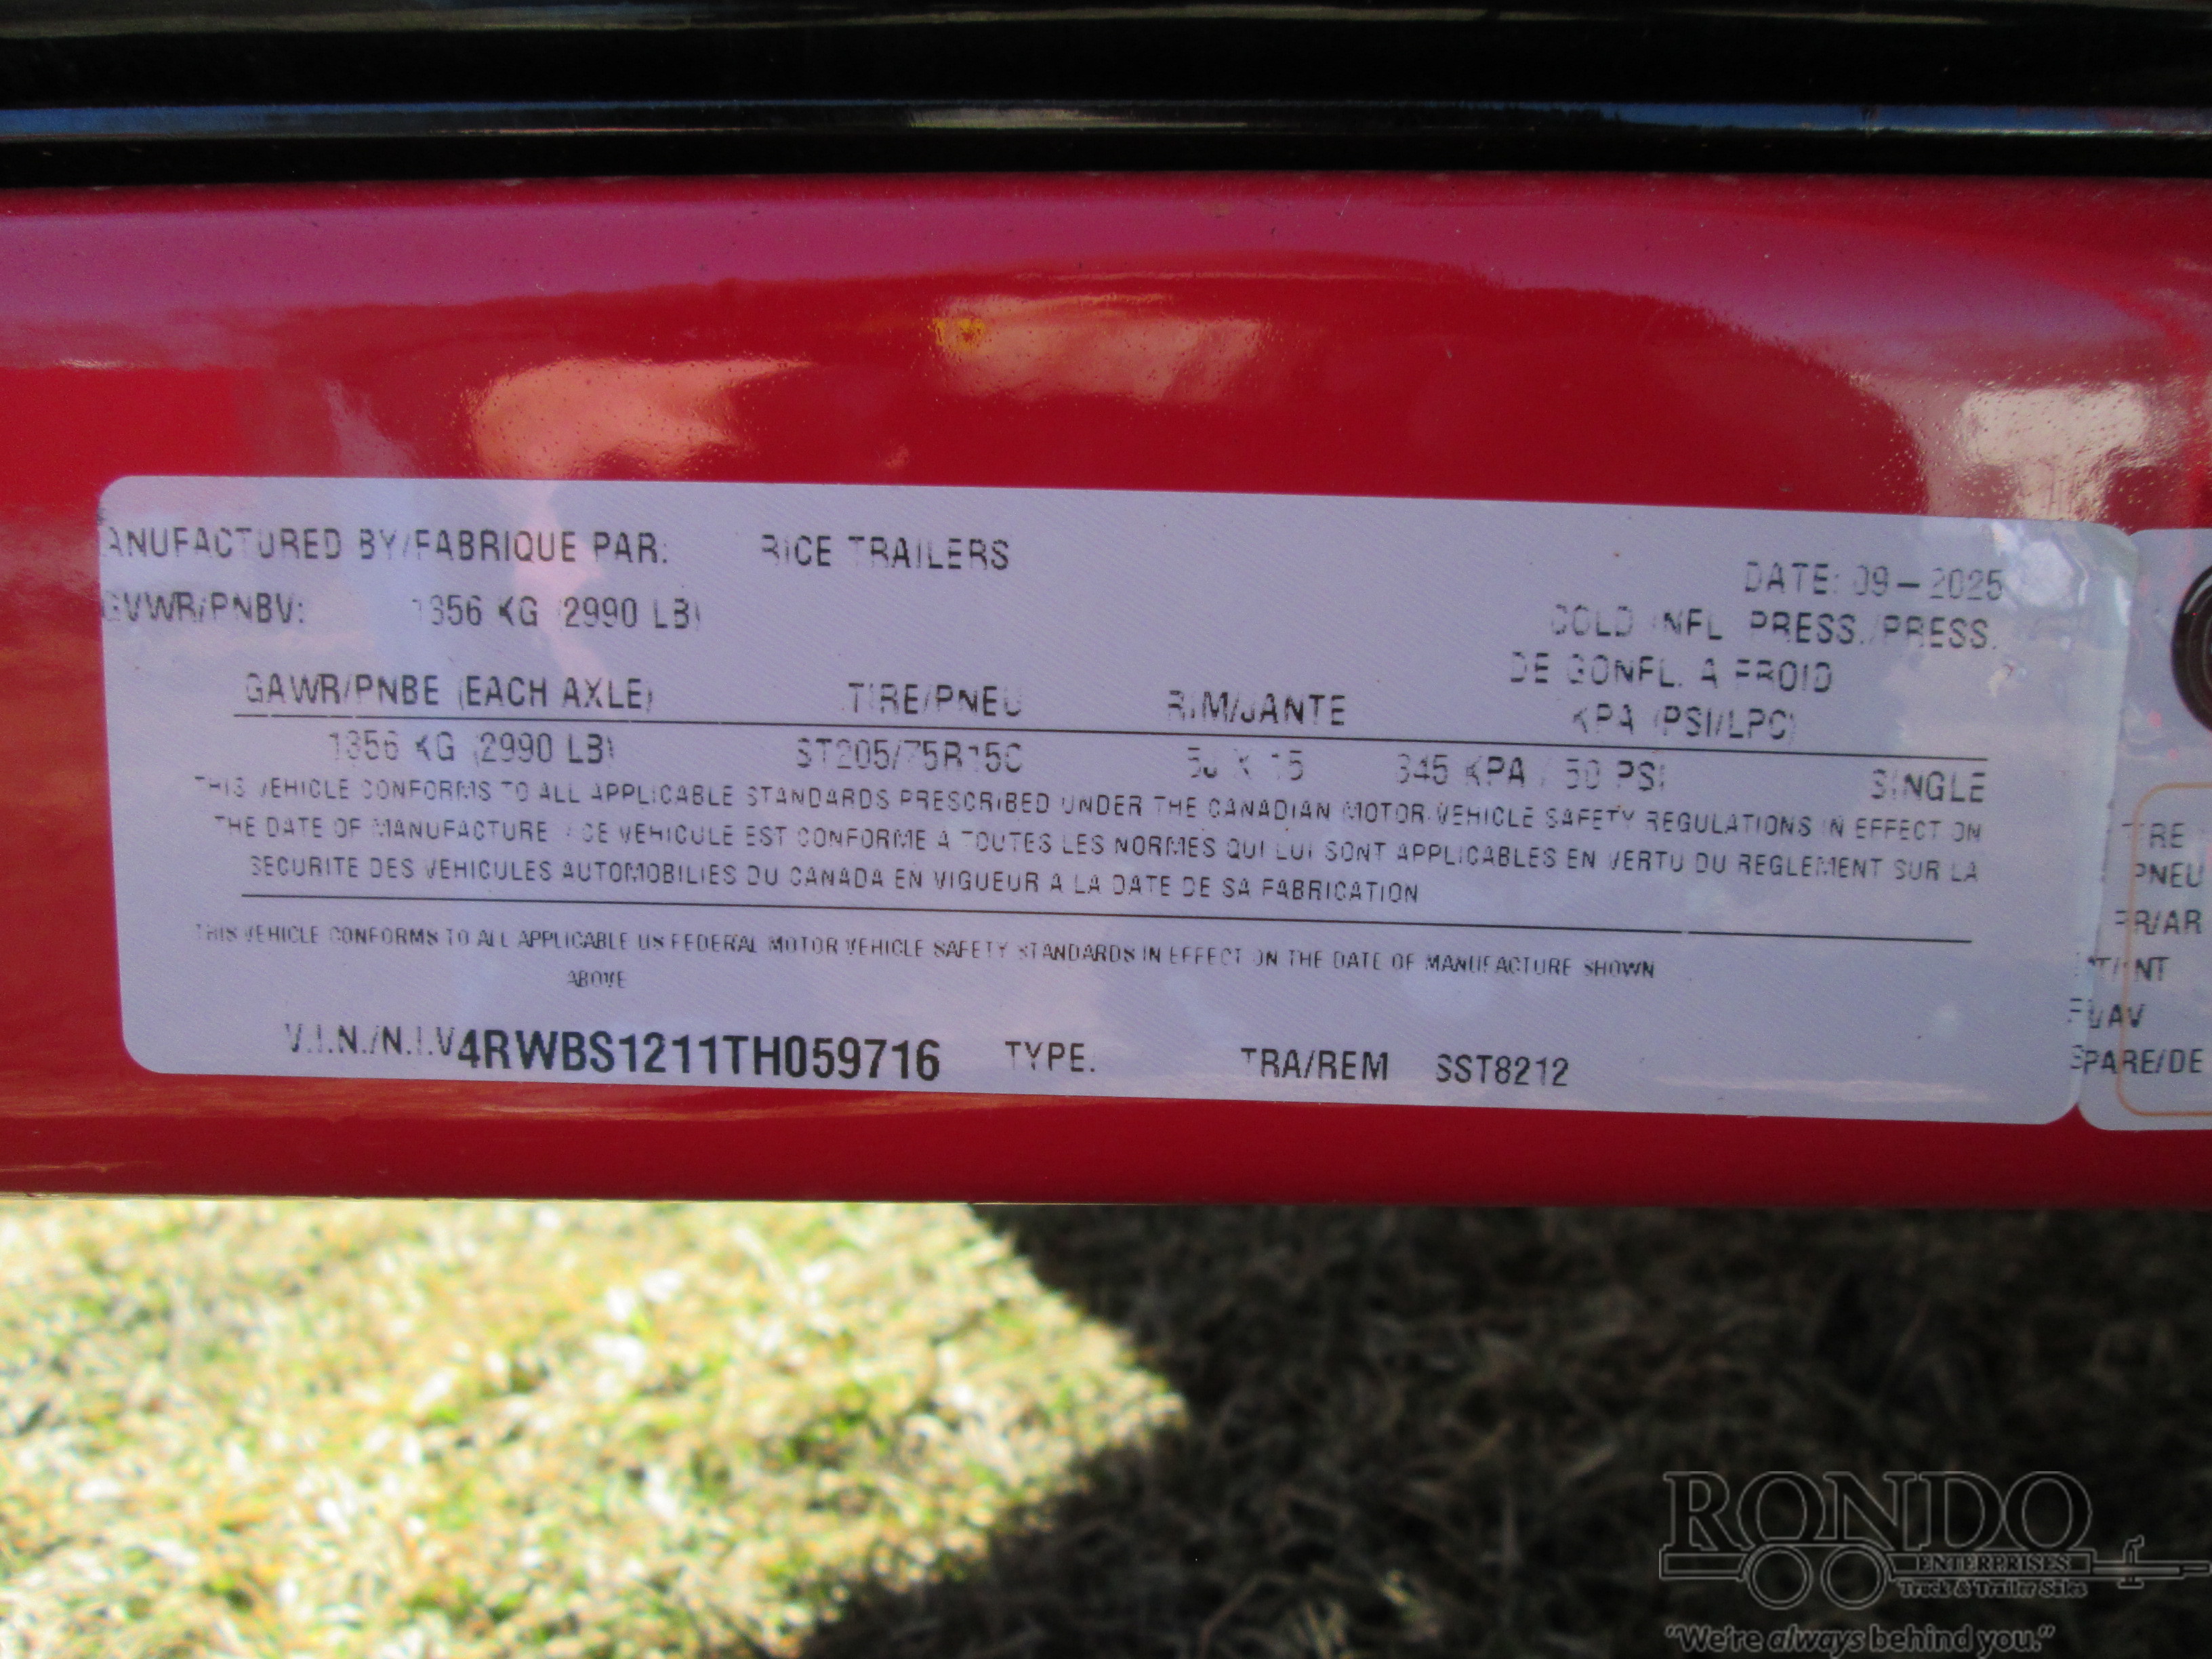 ANUFACTURED BY/FABRIQUE PAR: RICE TRAILERS
DATE: 09-2025
GVWR/PNBV: 1356 KG (2990 LB)
COLD INFL PRESS./PRESS.
DE GONFL. A FROID
GAWR/PNBE (EACH AXLE) TIRE/PNEU RIM/JANTE KPA (PSI/LPC)
1356 KG (2990 LB) ST205/75R15C 5J X 15 345 KPA / 50 PSI SINGLE
THIS VEHICLE CONFORMS TO ALL APPLICABLE STANDARDS PRESCRIBED UNDER THE CANADIAN MOTOR VEHICLE SAFETY REGULATIONS IN EFFECT ON
THE DATE OF MANUFACTURE / CE VEHICULE EST CONFORME A TOUTES LES NORMES QUI LUI SONT APPLICABLES EN VERTU DU REGLEMENT SUR LA
SECURITE DES VEHICULES AUTOMOBILIES DU CANADA EN VIGUEUR A LA DATE DE SA FABRICATION
THIS VEHICLE CONFORMS TO ALL APPLICABLE US FEDERAL MOTOR VEHICLE SAFETY STANDARDS IN EFFECT ON THE DATE OF MANUFACTURE SHOWN
ABOVE
V.I.N./N.I.V 4RWBS1211TH059716 TYPE. TRA/REM SST8212
TIRE
PNEU
RR/AR
INT/INT
FR/AV
SPARE/DE
RONDO
ENTERPRISES
Truck & Trailer Sales
"We're always behind you."